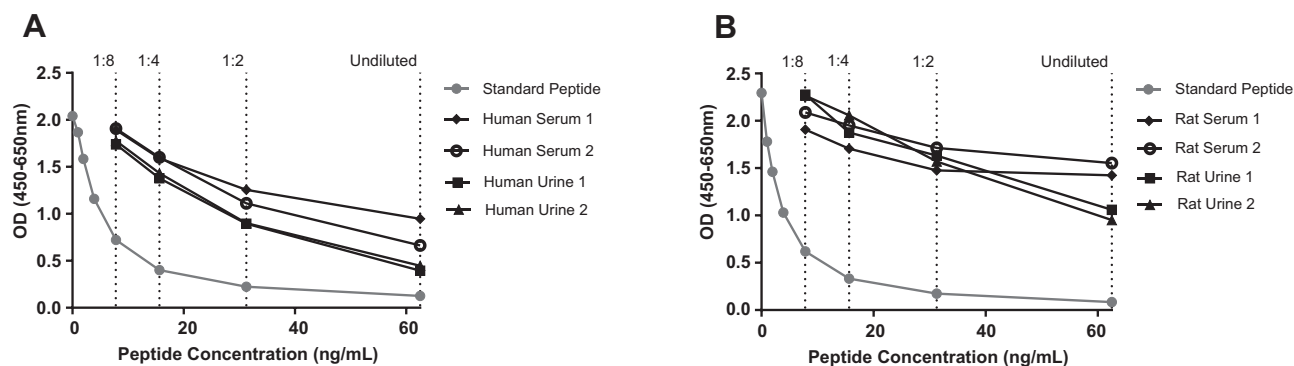 A
1:8 1:4 1:2 Undiluted
2.5
2.0
1.5
1.0
0.5
0.0
OD (450-650nm)
0 20 40 60
Peptide Concentration (ng/mL)
Standard Peptide
Human Serum 1
Human Serum 2
Human Urine 1
Human Urine 2
B
1:8 1:4 1:2 Undiluted
2.5
2.0
1.5
1.0
0.5
0.0
OD (450-650nm)
0 20 40 60
Peptide Concentration (ng/mL)
Standard Peptide
Rat Serum 1
Rat Serum 2
Rat Urine 1
Rat Urine 2